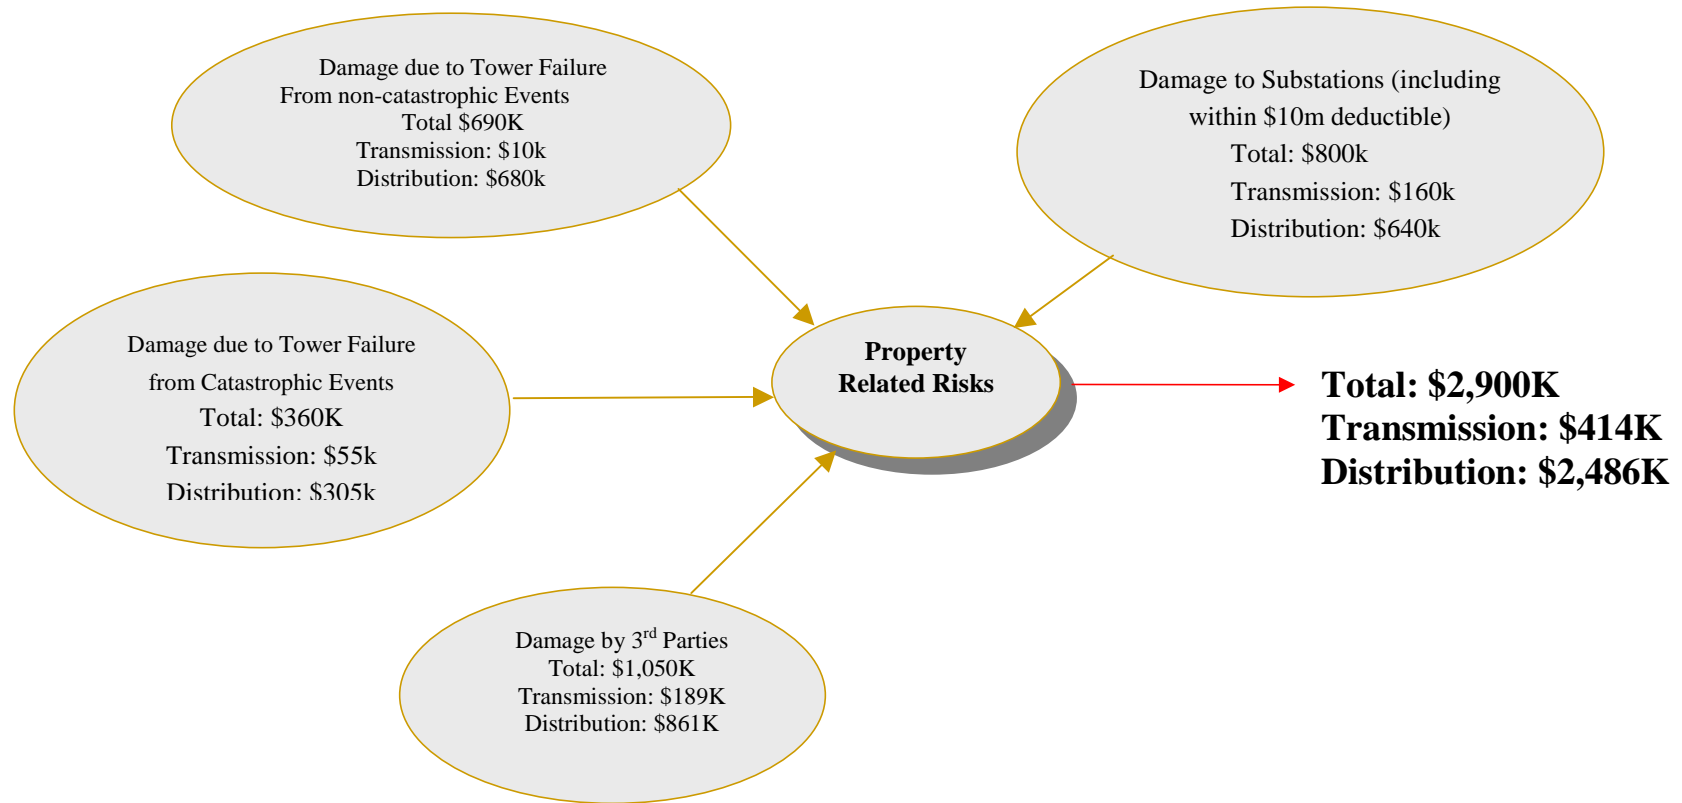 Damage due to Tower Failure
From non-catastrophic Events
Total $690K
Transmission: $10k
Distribution: $680k
Damage to Substations (including
within $10m deductible)
Total: $800k
Transmission: $160k
Distribution: $640k
Damage due to Tower Failure
from Catastrophic Events
Total: $360K
Transmission: $55k
Distribution: $305k
Property
Related Risks
Total: $2,900K
Transmission: $414K
Distribution: $2,486K
Damage by 3rd Parties
Total: $1,050K
Transmission: $189K
Distribution: $861K